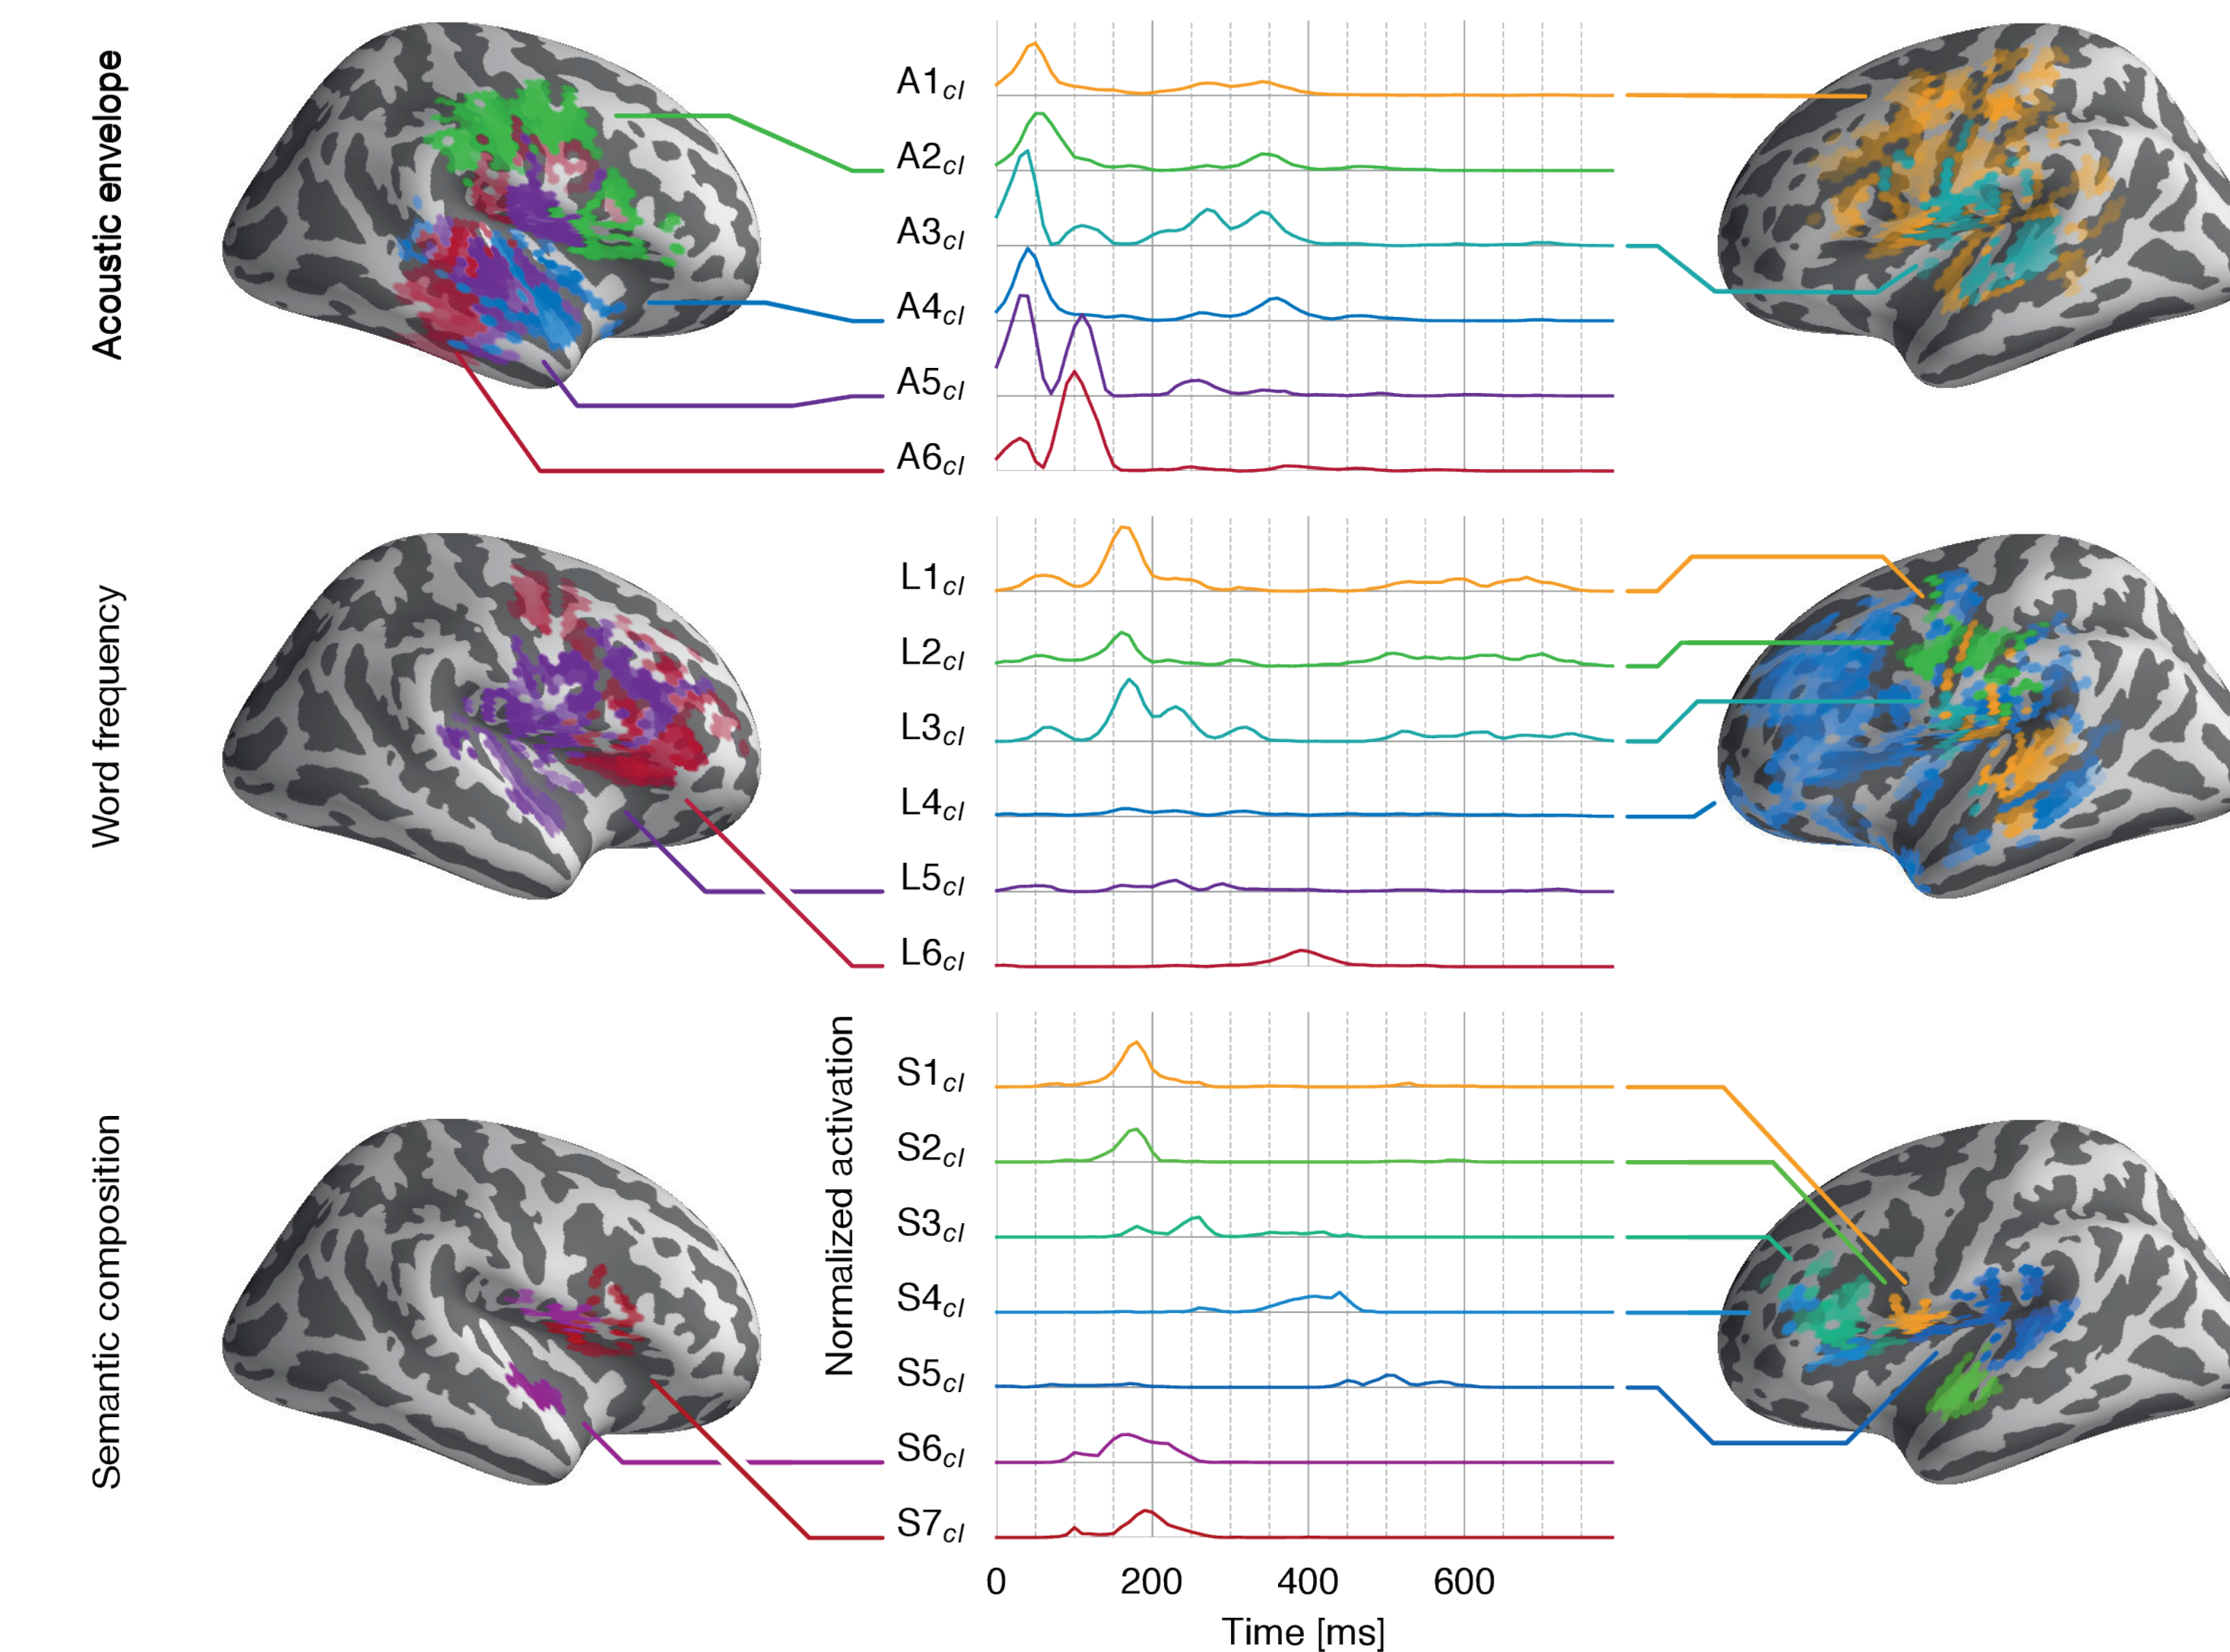 Acoustic envelope
A1cl
A2cl
A3cl
A4cl
A5cl
A6cl
Word frequency
L1cl
L2cl
L3cl
L4cl
L5cl
L6cl
Semantic composition
Normalized activation
S1cl
S2cl
S3cl
S4cl
S5cl
S6cl
S7cl
0 200 400 600
Time [ms]